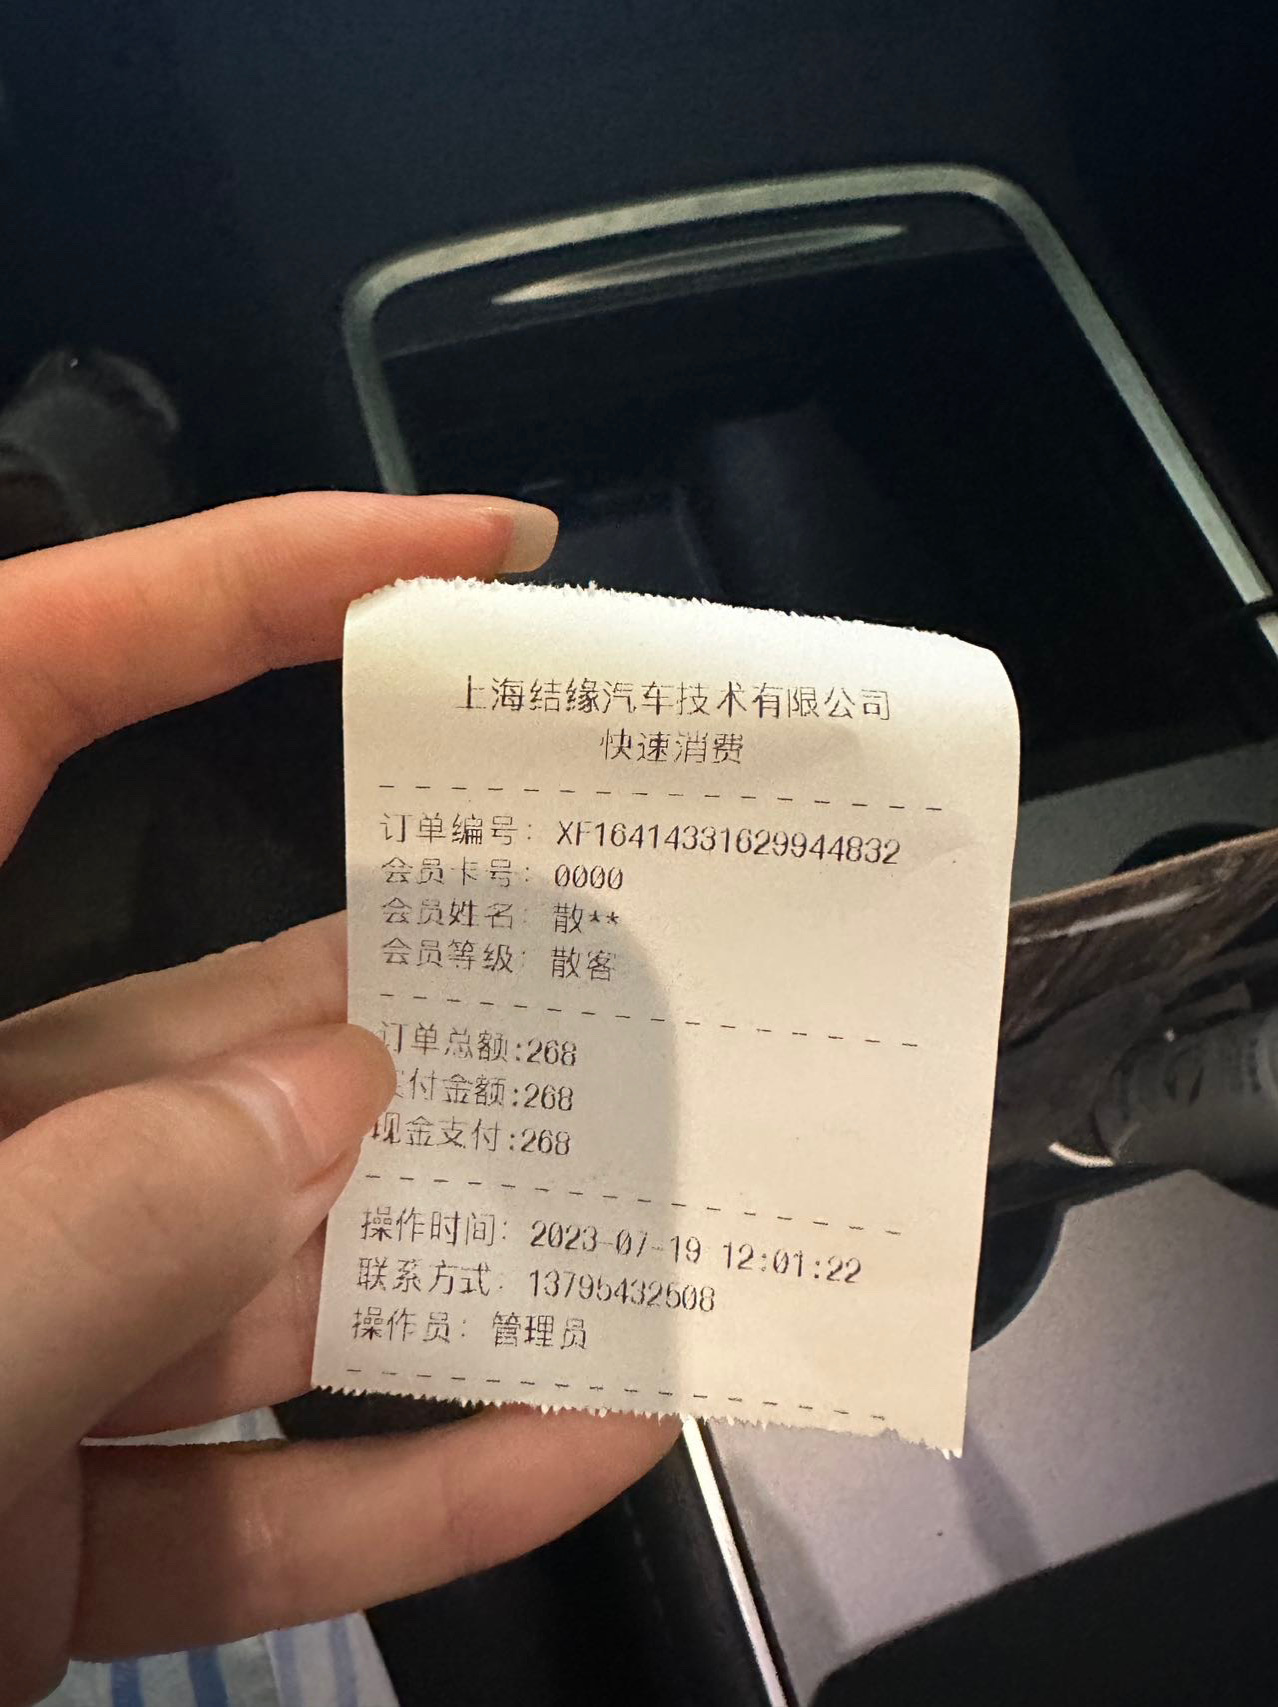 上海结缘汽车技术有限公司
快速消费
订单编号: XF16414331629944832
会员卡号: 0000
会员姓名: 散**
会员等级: 散客
订单总额:268
付金额:268
现金支付:268
操作时间: 2023-07-19 12:01:22
联系方式: 13795432508
操作员: 管理员